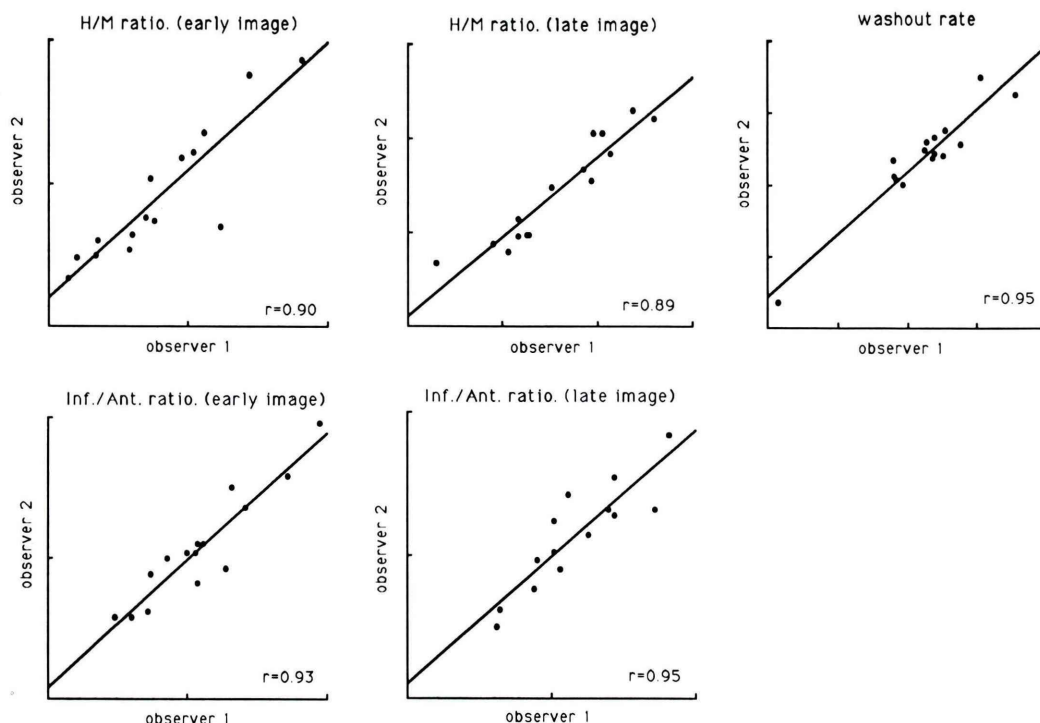 H/M ratio. (early image)
observer 2
r=0.90
observer 1
H/M ratio. (late image)
observer 2
r=0.89
observer 1
washout rate
observer 2
r=0.95
observer 1
Inf./Ant. ratio. (early image)
observer 2
r=0.93
observer 1
Inf./Ant. ratio. (late image)
observer 2
r=0.95
observer 1